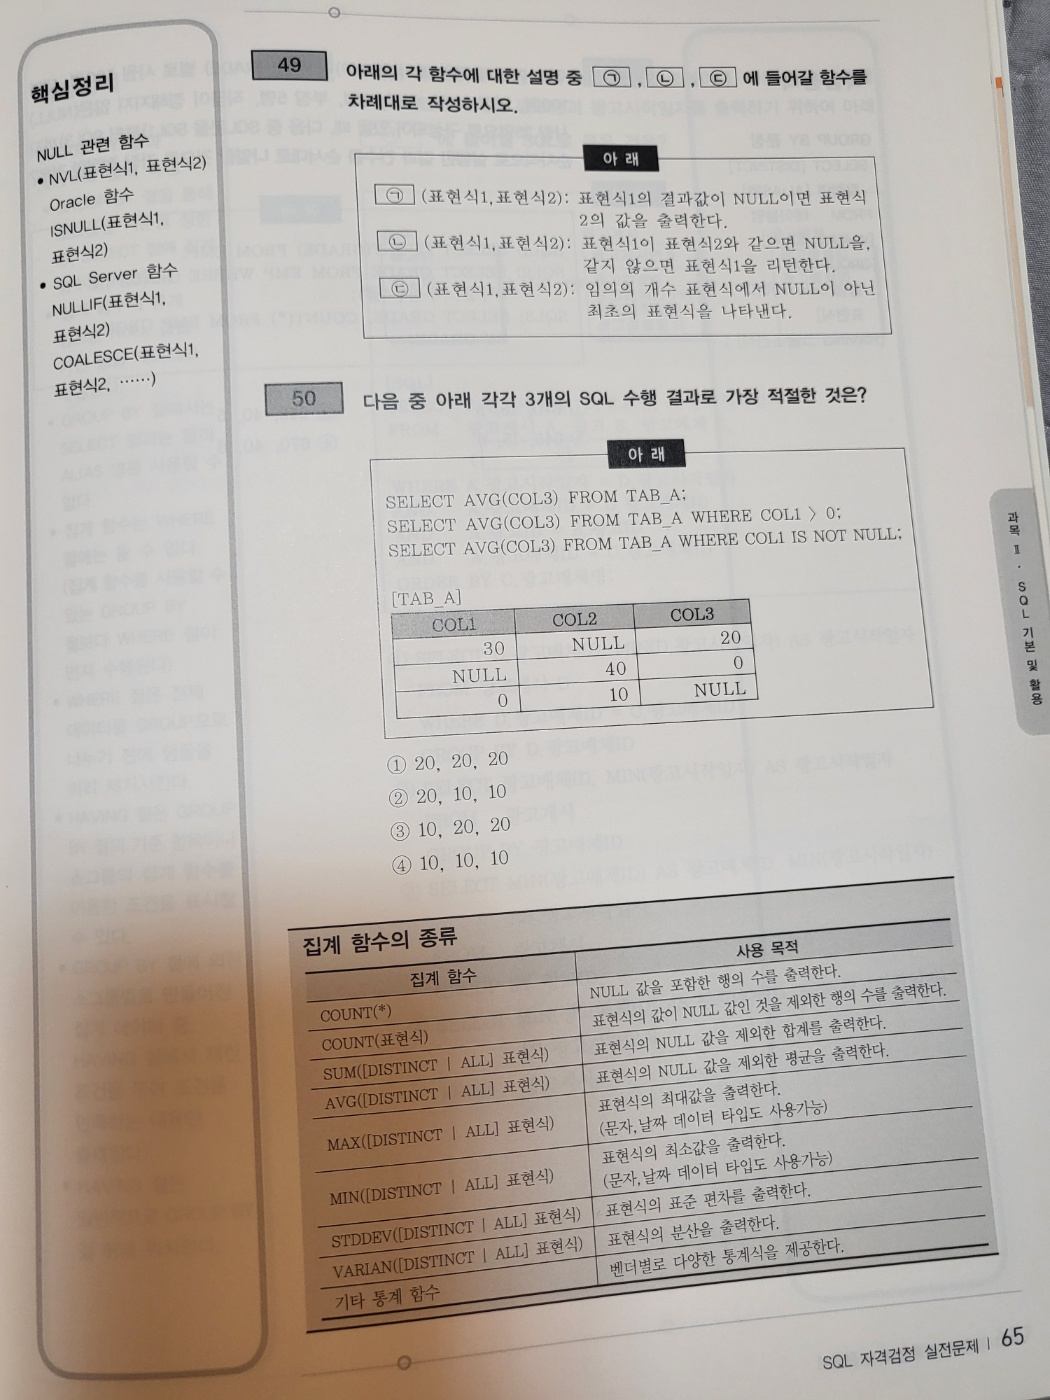 핵심정리
NULL 관련 함수
• NVL(표현식1, 표현식2)
Oracle 함수
ISNULL(표현식1,
표현식2)
• SQL Server 함수
NULLIF(표현식1,
표현식2)
COALESCE(표현식1,
표현식2, ……)
49 아래의 각 함수에 대한 설명 중 ㉠ , ㉡ , ㉢ 에 들어갈 함수를
차례대로 작성하시오.
아 래
㉠ (표현식1,표현식2): 표현식1의 결과값이 NULL이면 표현식
2의 값을 출력한다.
㉡ (표현식1,표현식2): 표현식1이 표현식2와 같으면 NULL을,
같지 않으면 표현식1을 리턴한다.
㉢ (표현식1,표현식2): 임의의 개수 표현식에서 NULL이 아닌
최초의 표현식을 나타낸다.
50 다음 중 아래 각각 3개의 SQL 수행 결과로 가장 적절한 것은?
아 래
SELECT AVG(COL3) FROM TAB_A;
SELECT AVG(COL3) FROM TAB_A WHERE COL1 > 0;
SELECT AVG(COL3) FROM TAB_A WHERE COL1 IS NOT NULL;
[TAB_A]
COL1 COL2 COL3
30 NULL 20
NULL 40 0
0 10 NULL
① 20, 20, 20
② 20, 10, 10
③ 10, 20, 20
④ 10, 10, 10
집계 함수의 종류
집계 함수 사용 목적
COUNT(*) NULL 값을 포함한 행의 수를 출력한다.
COUNT(표현식) 표현식의 값이 NULL 값인 것을 제외한 행의 수를 출력한다.
SUM([DISTINCT | ALL] 표현식) 표현식의 NULL 값을 제외한 합계를 출력한다.
AVG([DISTINCT | ALL] 표현식) 표현식의 NULL 값을 제외한 평균을 출력한다.
MAX([DISTINCT | ALL] 표현식) 표현식의 최대값을 출력한다.
(문자,날짜 데이터 타입도 사용가능)
MIN([DISTINCT | ALL] 표현식) 표현식의 최소값을 출력한다.
(문자,날짜 데이터 타입도 사용가능)
STDDEV([DISTINCT | ALL] 표현식) 표현식의 표준 편차를 출력한다.
VARIAN([DISTINCT | ALL] 표현식) 표현식의 분산을 출력한다.
기타 통계 함수 벤더별로 다양한 통계식을 제공한다.
과목 Ⅱ · SQL 기본 및 활용
SQL 자격검정 실전문제 | 65